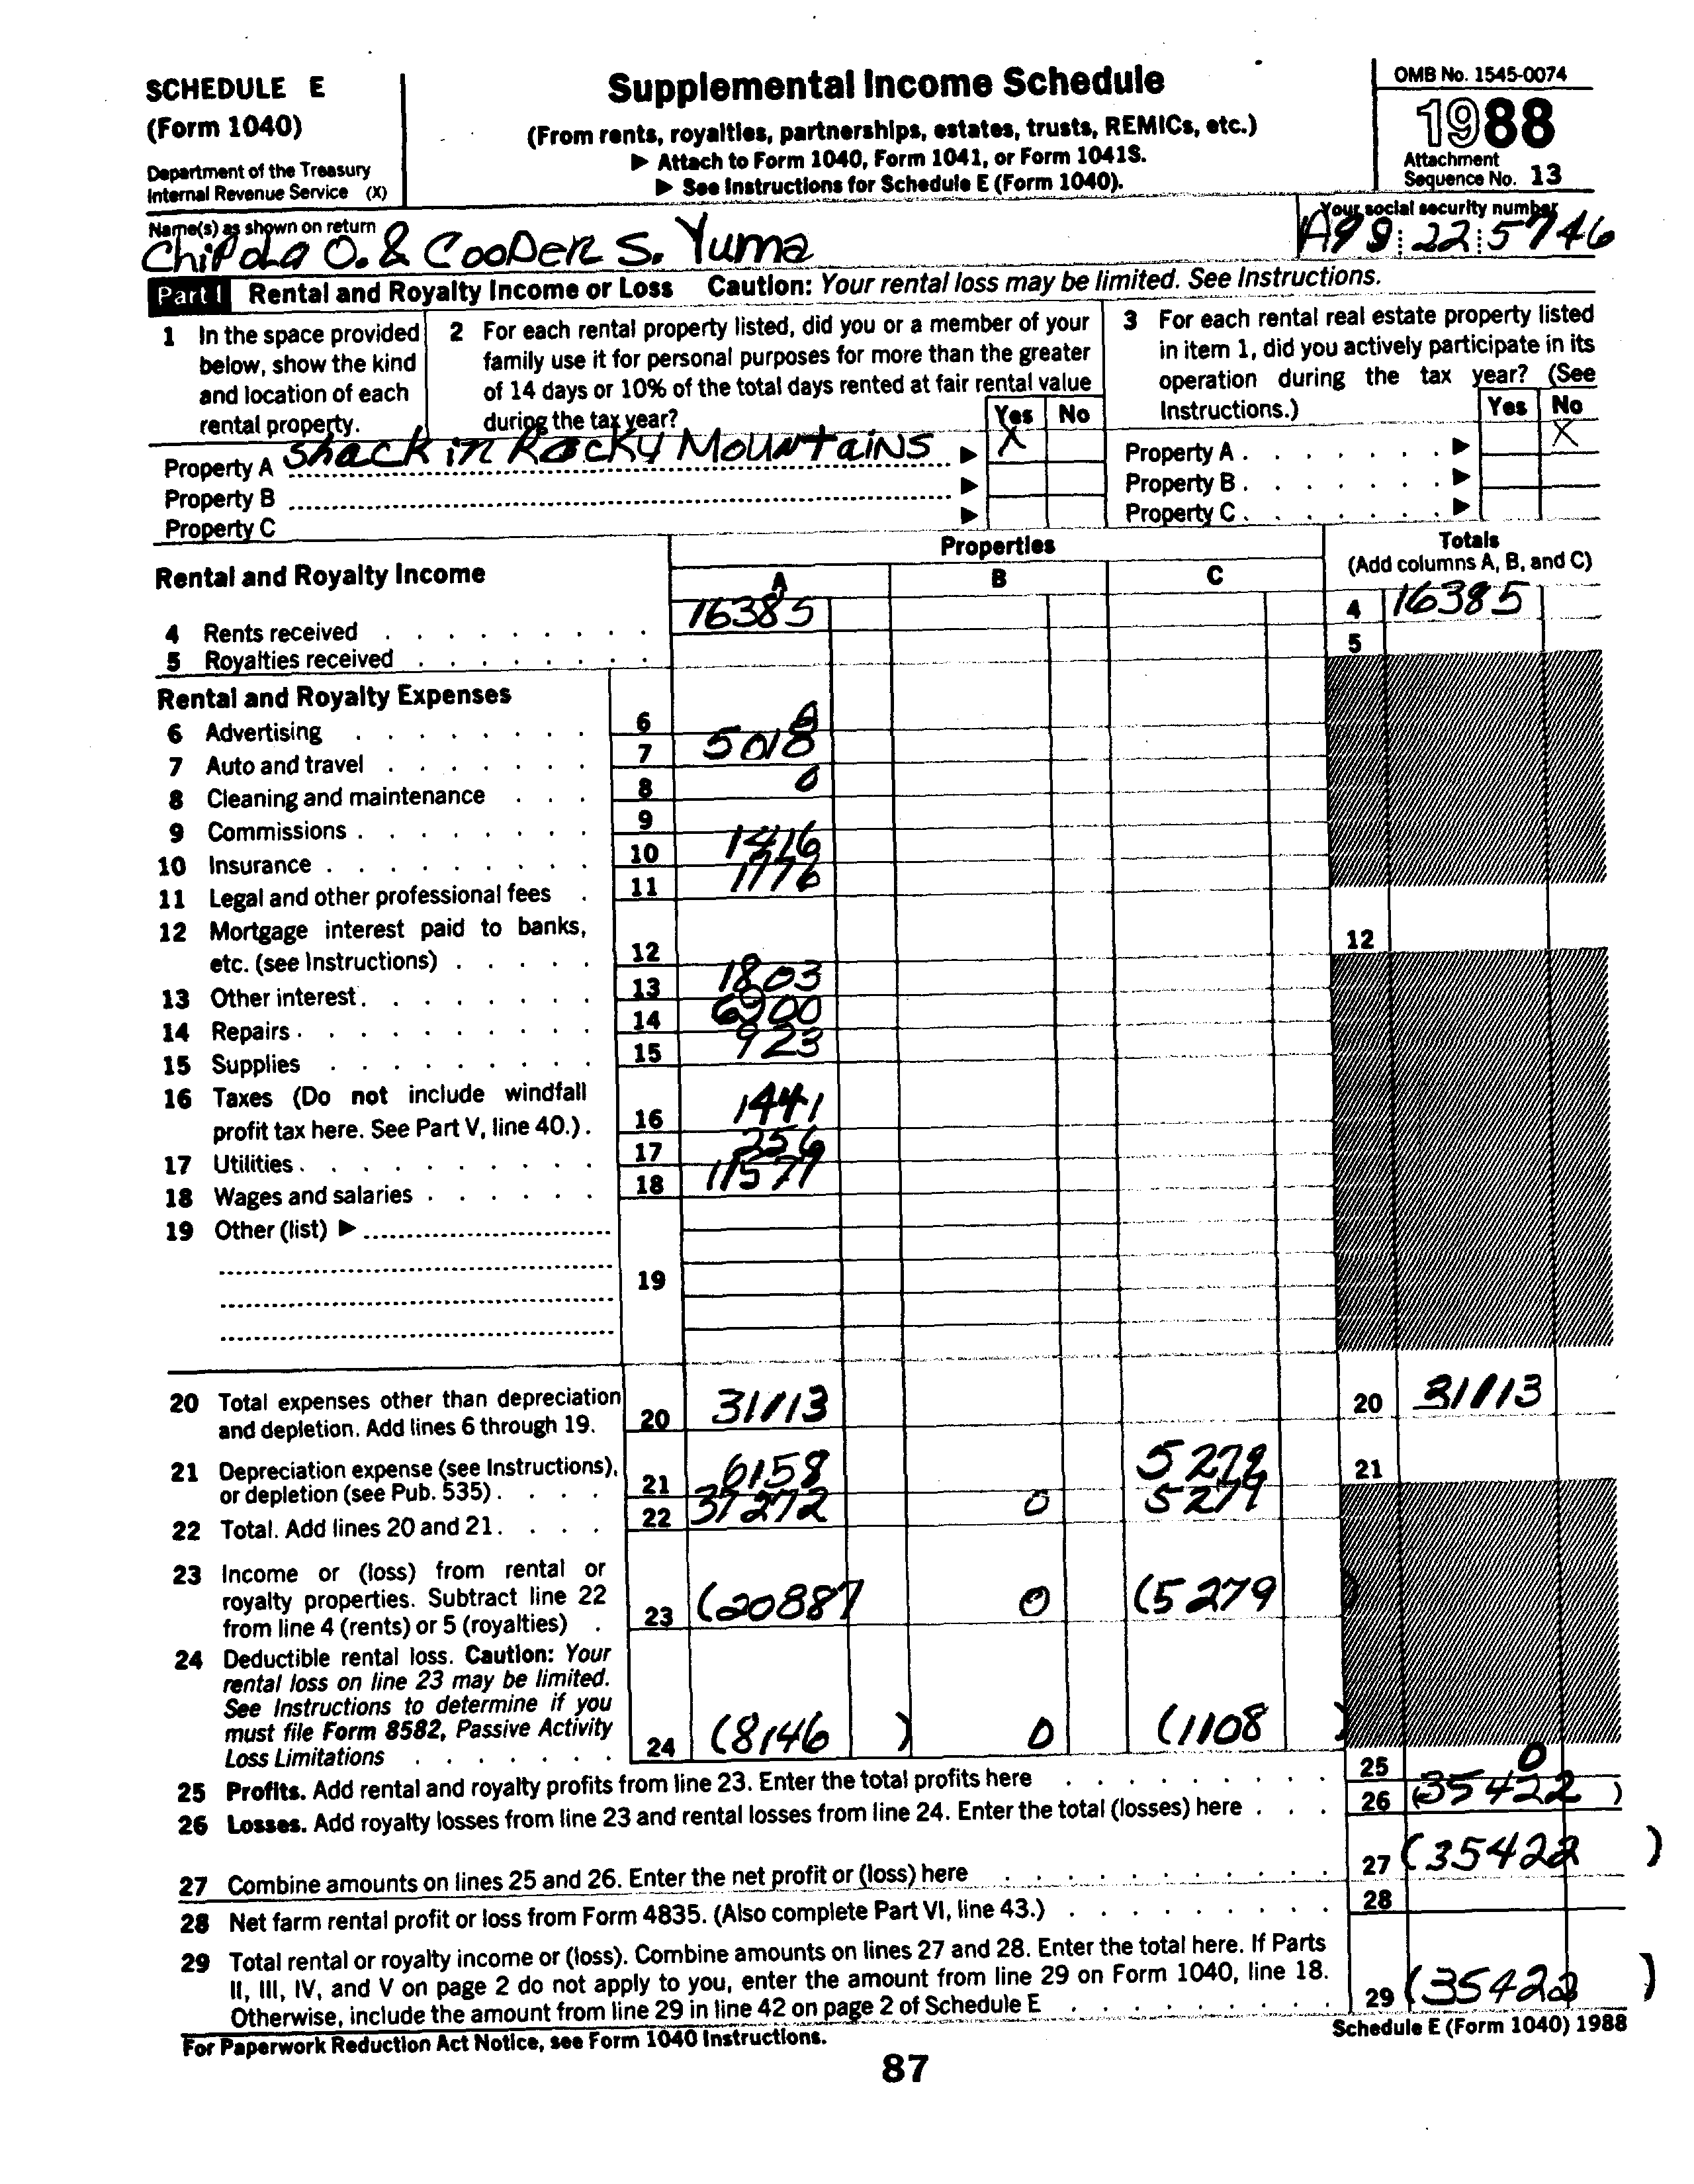 SCHEDULE E
(Form 1040)
Department of the Treasury
Internal Revenue Service (X)
Supplemental Income Schedule
(From rents, royalties, partnerships, estates, trusts, REMICs, etc.)
▶ Attach to Form 1040, Form 1041, or Form 1041S.
▶ See Instructions for Schedule E (Form 1040).
OMB No. 1545-0074
1988
Attachment
Sequence No. 13
Name(s) as shown on return
Chipola O. & Cooper S. Yuma
Your social security number
A98 22 5746
Part I Rental and Royalty Income or Loss Caution: Your rental loss may be limited. See Instructions.
1 In the space provided
below, show the kind
and location of each
rental property.
2 For each rental property listed, did you or a member of your
family use it for personal purposes for more than the greater
of 14 days or 10% of the total days rented at fair rental value
during the tax year?
Yes No
3 For each rental real estate property listed
in item 1, did you actively participate in its
operation during the tax year? (See
Instructions.)
Yes No
Property A Shack in Rocky Mountains ▶ X
Property B ▶
Property C ▶
Property A . . . . . . . ▶ X
Property B . . . . . . . ▶
Property C . . . . . . . ▶
Rental and Royalty Income
Properties
A B C
Totals
(Add columns A, B, and C)
4 Rents received 16385 4 16385
5 Royalties received 5
Rental and Royalty Expenses
6 Advertising 6
7 Auto and travel 7 5018
8 Cleaning and maintenance 8 0
9 Commissions 9
10 Insurance 10 1416
11 Legal and other professional fees 11 1776
12 Mortgage interest paid to banks,
etc. (see Instructions) 12 12
13 Other interest 13 1803
14 Repairs 14 6900
15 Supplies 15 923
16 Taxes (Do not include windfall
profit tax here. See Part V, line 40.) 16 1441
17 Utilities 17 256
18 Wages and salaries 18 11579
19 Other (list) ▶
19
20 Total expenses other than depreciation
and depletion. Add lines 6 through 19. 20 31113 20 31113
21 Depreciation expense (see Instructions),
or depletion (see Pub. 535) 21 6158 5279 21
22 Total. Add lines 20 and 21 22 37272 0 5279
23 Income or (loss) from rental or
royalty properties. Subtract line 22
from line 4 (rents) or 5 (royalties) 23 (20887 0 (5279 )
24 Deductible rental loss. Caution: Your
rental loss on line 23 may be limited.
See Instructions to determine if you
must file Form 8582, Passive Activity
Loss Limitations 24 (8146 ) 0 (1108 )
25 Profits. Add rental and royalty profits from line 23. Enter the total profits here 25 0
26 Losses. Add royalty losses from line 23 and rental losses from line 24. Enter the total (losses) here 26 (35422 )
27 Combine amounts on lines 25 and 26. Enter the net profit or (loss) here 27 (35422 )
28 Net farm rental profit or loss from Form 4835. (Also complete Part VI, line 43.) 28
29 Total rental or royalty income or (loss). Combine amounts on lines 27 and 28. Enter the total here. If Parts
II, III, IV, and V on page 2 do not apply to you, enter the amount from line 29 on Form 1040, line 18.
Otherwise, include the amount from line 29 in line 42 on page 2 of Schedule E 29 (35422 )
For Paperwork Reduction Act Notice, see Form 1040 Instructions.
Schedule E (Form 1040) 1988
87